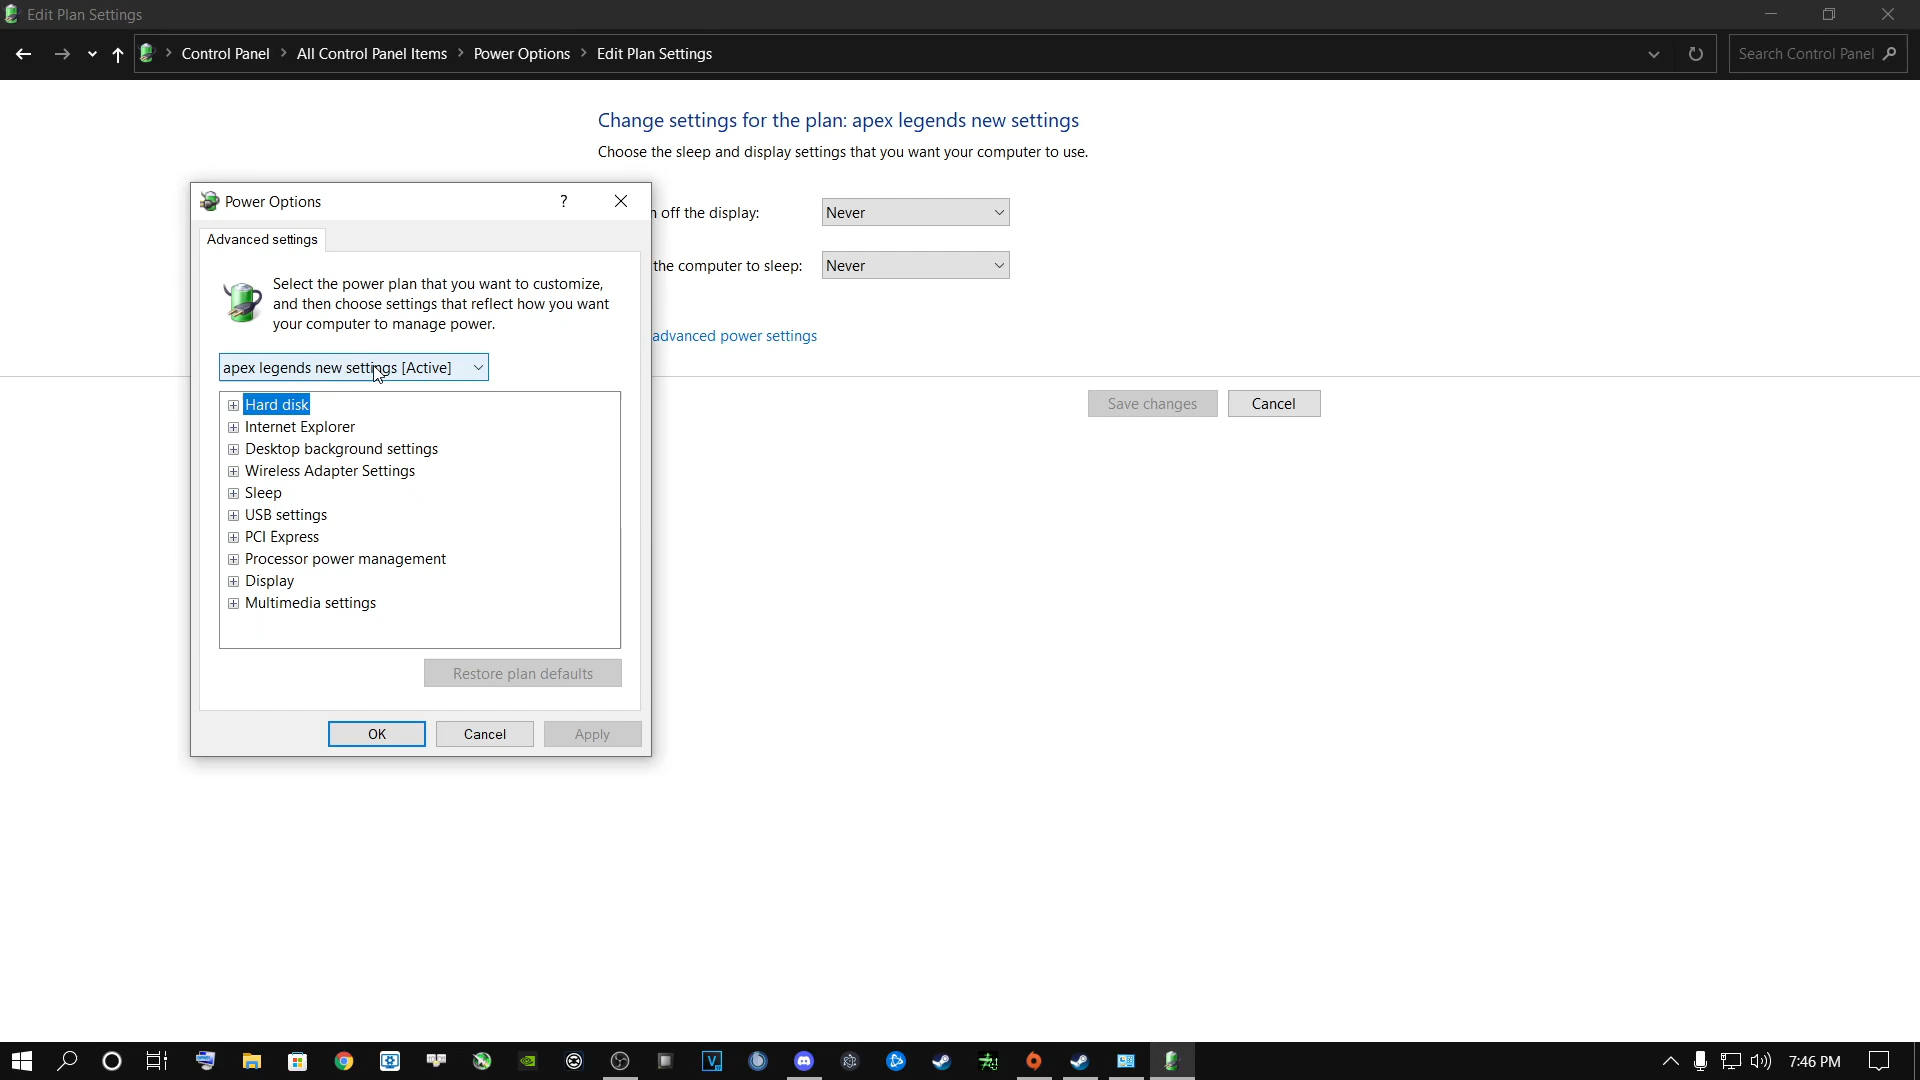 Edit Plan Settings
Control Panel > All Control Panel Items > Power Options > Edit Plan Settings
Search Control Panel
Change settings for the plan: apex legends new settings
Choose the sleep and display settings that you want your computer to use.
Power Options
?
off the display:
Never
Advanced settings
the computer to sleep:
Never
Select the power plan that you want to customize,
and then choose settings that reflect how you want
your computer to manage power.
advanced power settings
apex legends new settings [Active]
Hard disk
Internet Explorer
Desktop background settings
Wireless Adapter Settings
Sleep
USB settings
PCI Express
Processor power management
Display
Multimedia settings
Save changes
Cancel
Restore plan defaults
OK
Cancel
Apply
V
7:46 PM